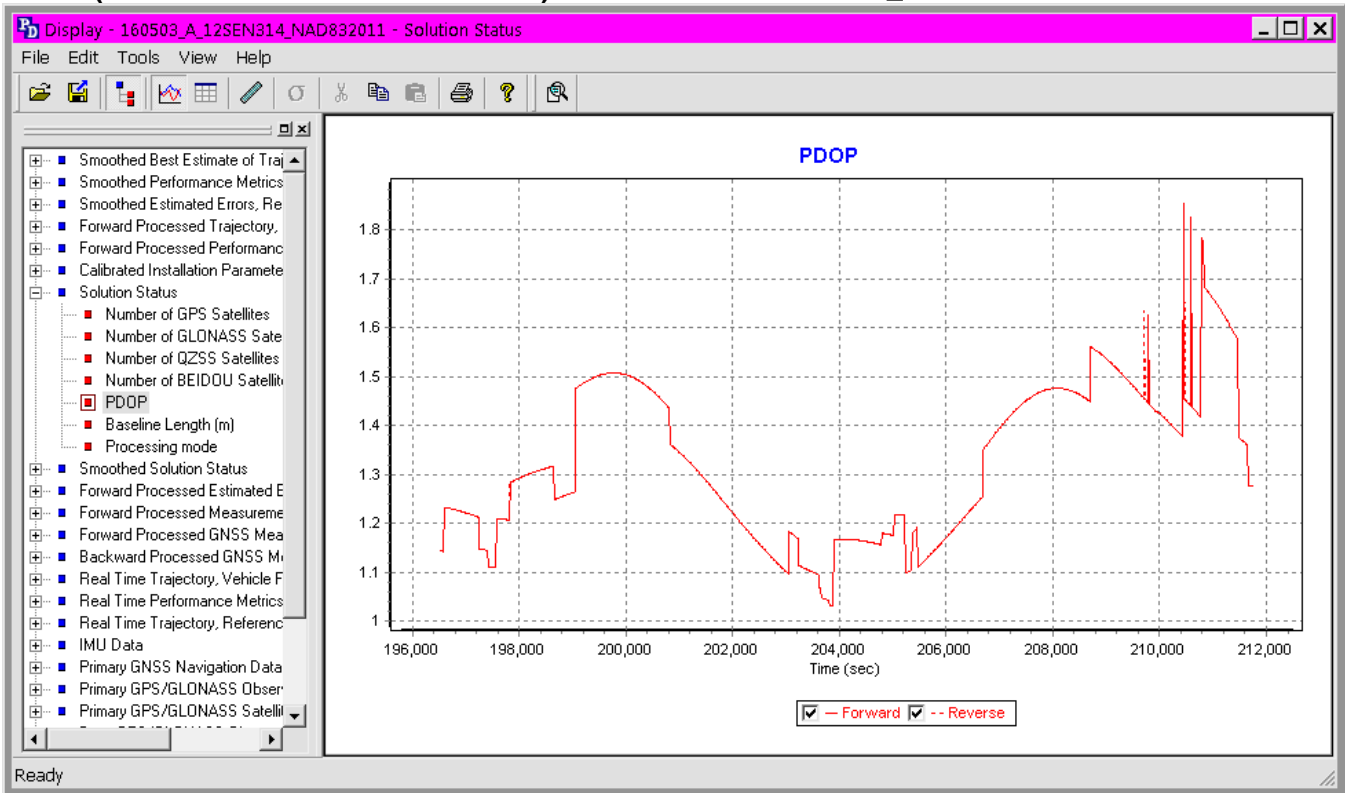 Display - 160503_A_12SEN314_NAD832011 - Solution Status
File Edit Tools View Help
Smoothed Best Estimate of Traj
Smoothed Performance Metrics
Smoothed Estimated Errors, Re
Forward Processed Trajectory,
Forward Processed Performanc
Calibrated Installation Paramete
Solution Status
Number of GPS Satellites
Number of GLONASS Sate
Number of QZSS Satellites
Number of BEIDOU Satellit
PDOP
Baseline Length (m)
Processing mode
Smoothed Solution Status
Forward Processed Estimated E
Forward Processed Measureme
Forward Processed GNSS Mea
Backward Processed GNSS M
Real Time Trajectory, Vehicle F
Real Time Performance Metrics
Real Time Trajectory, Referenc
IMU Data
Primary GNSS Navigation Data
Primary GPS/GLONASS Obser
Primary GPS/GLONASS Satelli
PDOP
1.8
1.7
1.6
1.5
1.4
1.3
1.2
1.1
1
196,000 198,000 200,000 202,000 204,000 206,000 208,000 210,000 212,000
Time (sec)
Forward Reverse
Ready